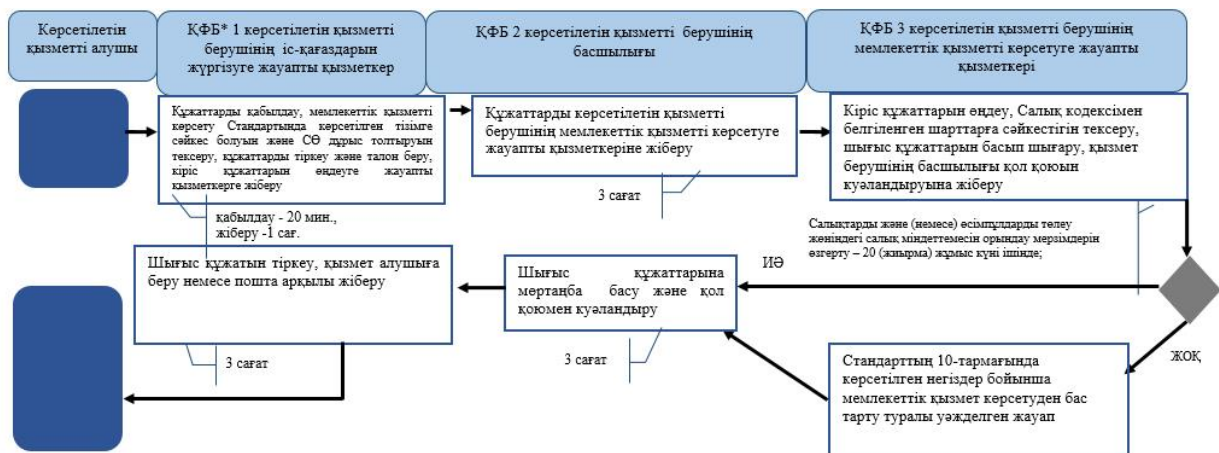 Көрсетілетін
қызметті алушы
ҚФБ* 1 көрсетілетін қызметті
берушінің іс-қағаздарын
жүргізуге жауапты қызметкер
ҚФБ 2 көрсетілетін қызметті берушінің
басшылығы
ҚФБ 3 көрсетілетін қызметті берушінің
мемлекеттік қызметті көрсетуге жауапты
қызметкері
Құжаттарды қабылдау, мемлекеттік қызметті
көрсету Стандартында көрсетілген тізімге
сәйкес болуын және СӨ дұрыс толтыруын
тексеру, құжаттарды тіркеу және талон беру,
кіріс құжаттарын өңдеуге жауапты
қызметкерге жіберу
қабылдау - 20 мин.,
жіберу -1 сағ.
Құжаттарды көрсетілетін қызметті
берушінің мемлекеттік қызметті көрсетуге
жауапты қызметкеріне жіберу
3 сағат
Кіріс құжаттарын өңдеу, Салық кодексімен
белгіленген шарттарға сәйкестігін тексеру,
шығыс құжаттарын басып шығару, қызмет
берушінің басшылығы қол қоюын
куәландыруына жіберу
Салықтарды және (немесе) өсімпұлдарды төлеу
жөніндегі салық міндеттемесін орындау мерзімдерін
өзгерту – 20 (жиырма) жұмыс күні ішінде;
ИӘ
ЖОҚ
Шығыс құжатын тіркеу, қызмет алушыға
беру немесе пошта арқылы жіберу
3 сағат
Шығыс құжаттарына
мөртаңба басу және қол
қоюмен куәландыру
3 сағат
Стандарттың 10-тармағында
көрсетілген негіздер бойынша
мемлекеттік қызмет көрсетуден бас
тарту туралы уәжделген жауап